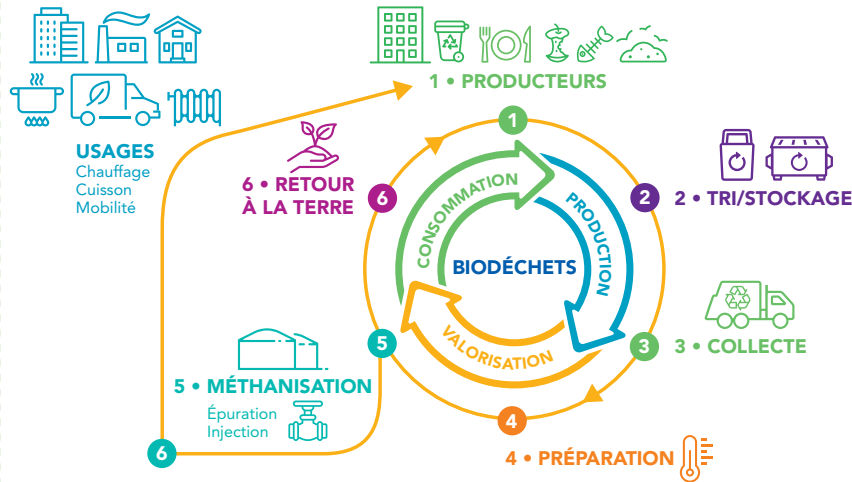 1 • PRODUCTEURS
1
USAGES
Chauffage
Cuisson
Mobilité
6 • RETOUR
À LA TERRE
6
2
2 • TRI/STOCKAGE
CONSOMMATION
PRODUCTION
BIODÉCHETS
VALORISATION
3
3 • COLLECTE
5
5 • MÉTHANISATION
Épuration
Injection
4
4 • PRÉPARATION
6